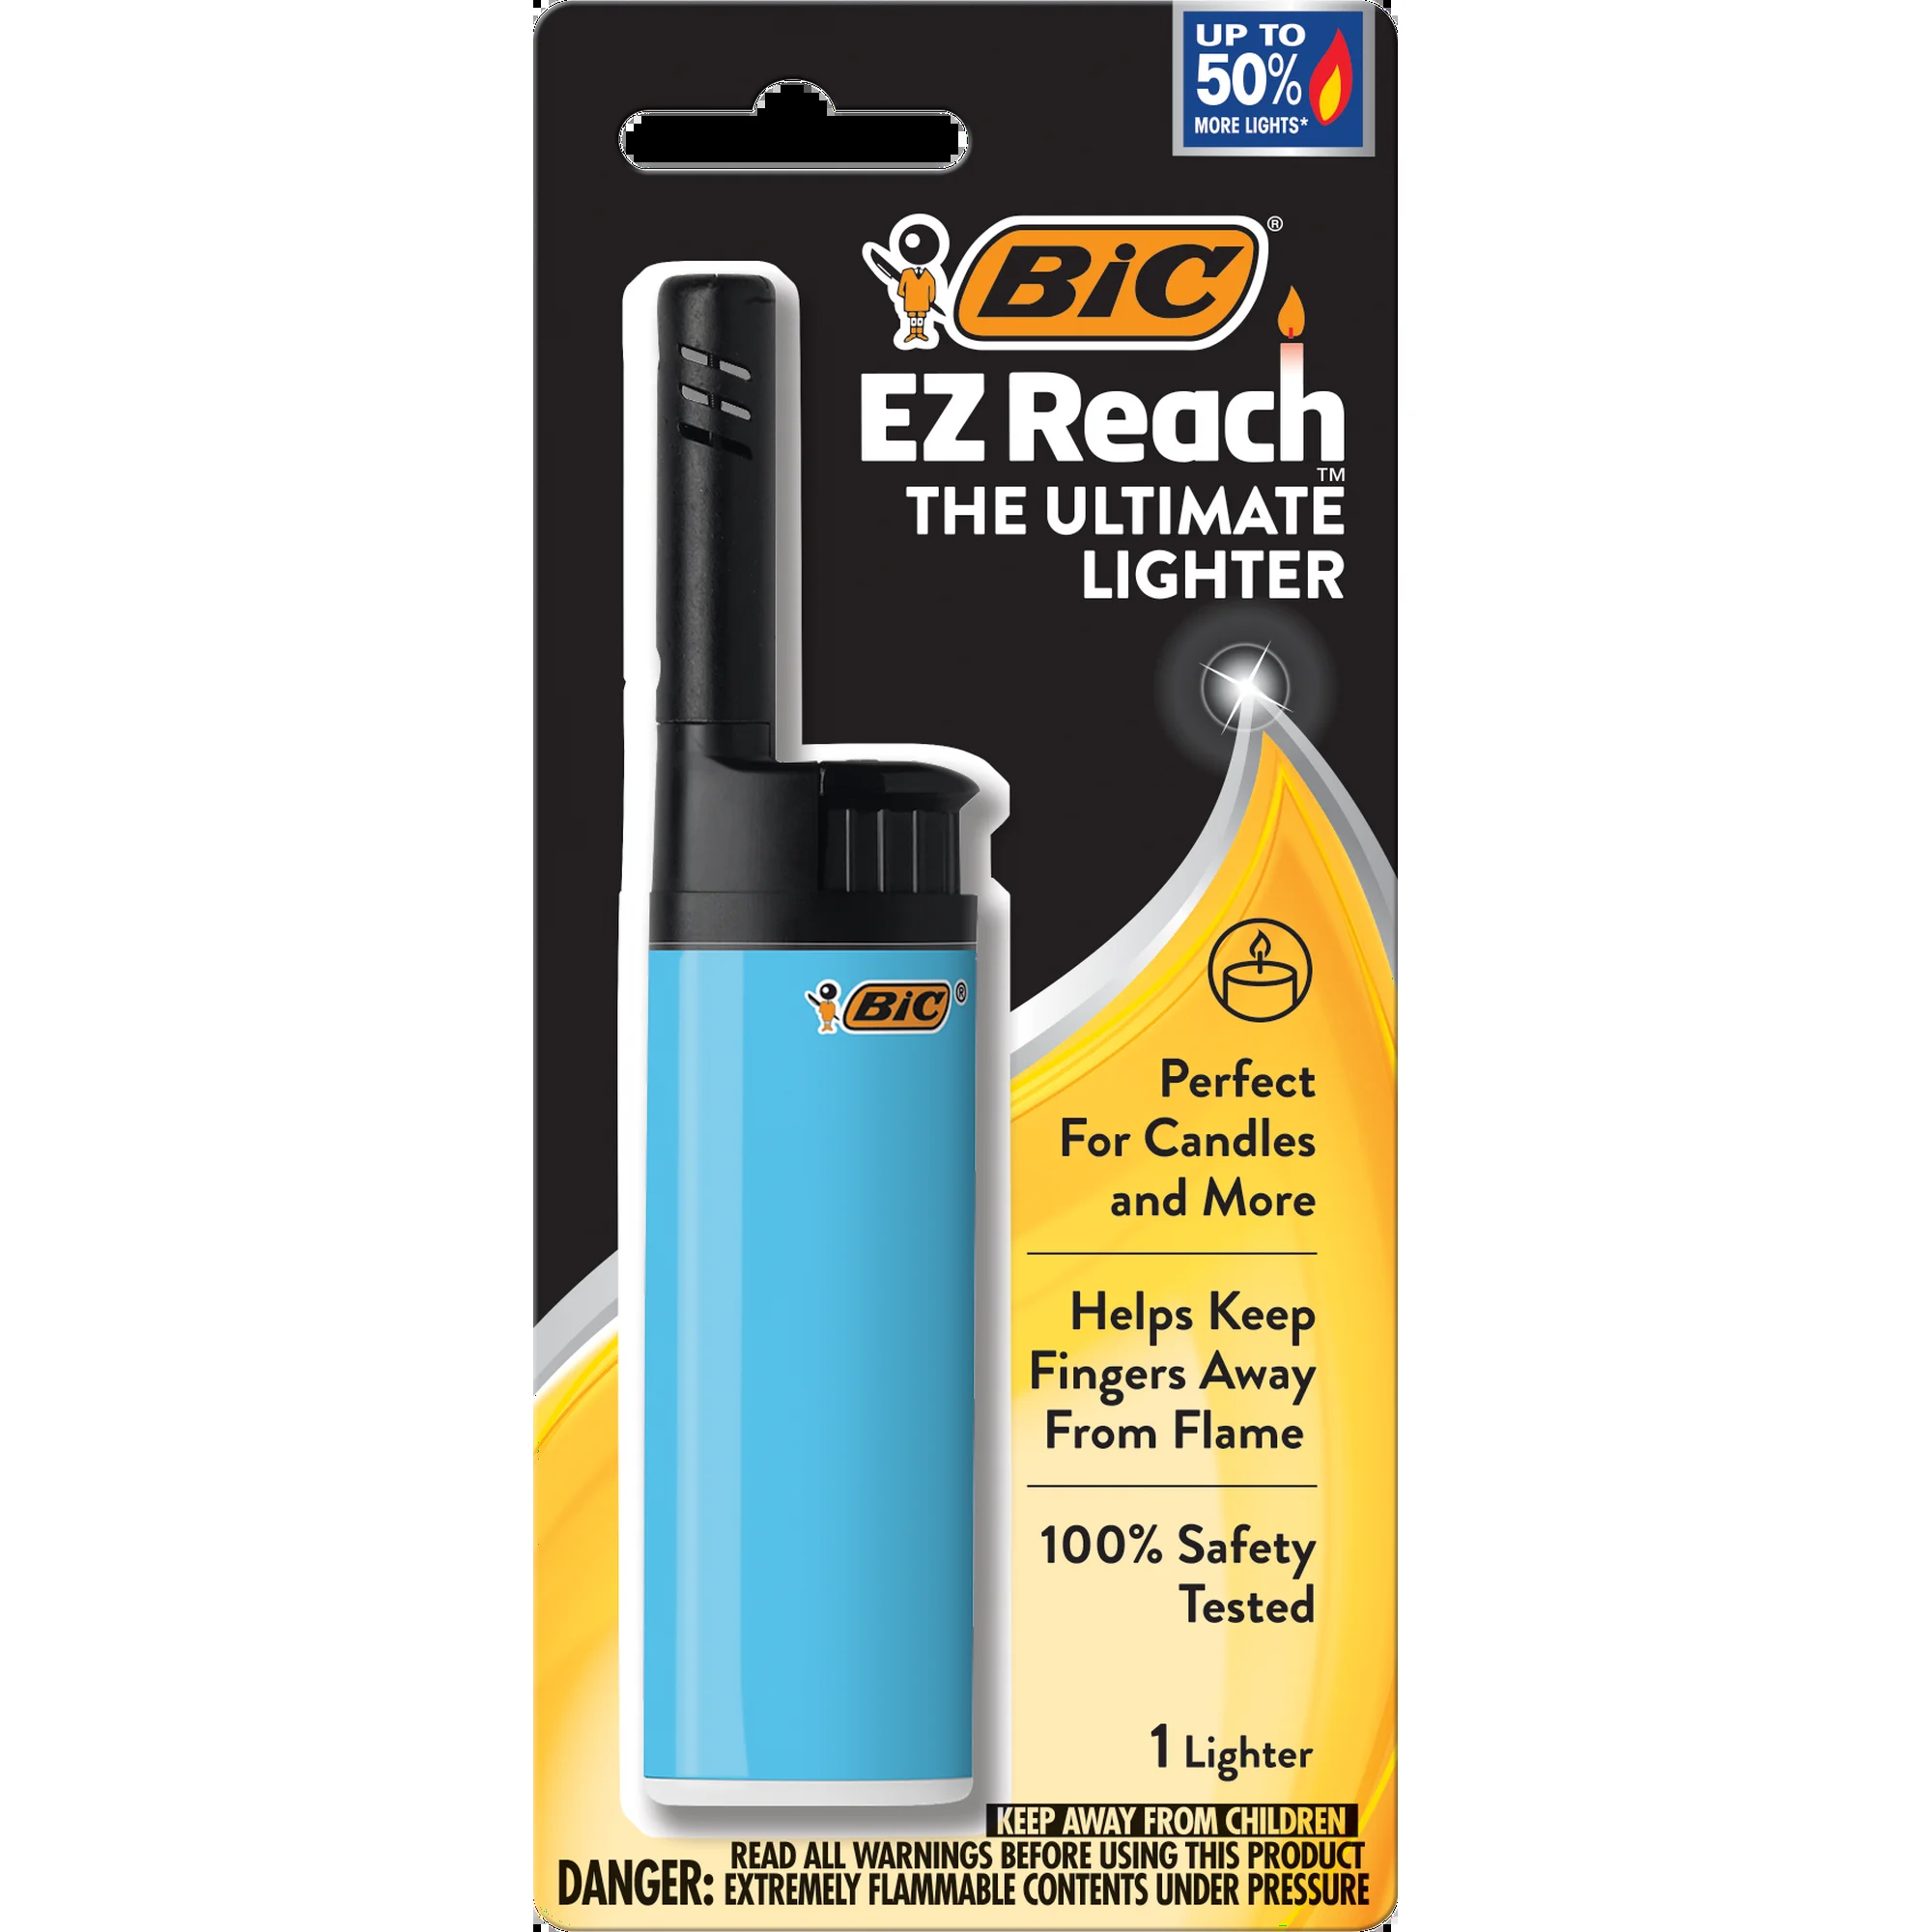 UP TO
50%
MORE LIGHTS*
BiC®
EZ Reach™
THE ULTIMATE
LIGHTER
BiC®
Perfect
For Candles
and More
Helps Keep
Fingers Away
From Flame
100% Safety
Tested
1 Lighter
KEEP AWAY FROM CHILDREN
DANGER: READ ALL WARNINGS BEFORE USING THIS PRODUCT
EXTREMELY FLAMMABLE CONTENTS UNDER PRESSURE